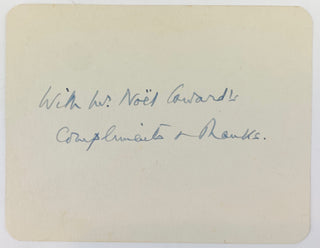 With Mr. Noël Coward's
Compliments & Thanks.